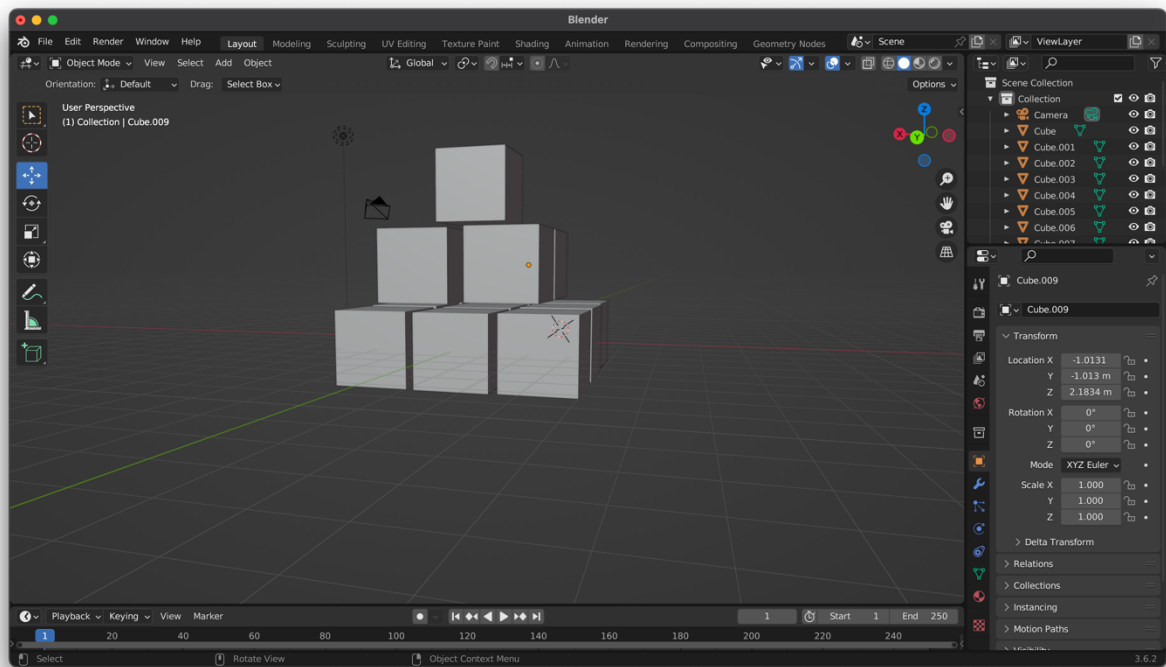 Blender
File Edit Render Window Help Layout Modeling Sculpting UV Editing Texture Paint Shading Animation Rendering Compositing Geometry Nodes Scene ViewLayer
Object Mode View Select Add Object Global
Orientation: Default Drag: Select Box Options
User Perspective
(1) Collection | Cube.009
Z
X
Y
Scene Collection
Collection
Camera
Cube
Cube.001
Cube.002
Cube.003
Cube.004
Cube.005
Cube.006
Cube.007
Cube.009
Cube.009
Transform
Location X -1.0131
Y -1.013 m
Z 2.1834 m
Rotation X 0°
Y 0°
Z 0°
Mode XYZ Euler
Scale X 1.000
Y 1.000
Z 1.000
Delta Transform
Relations
Collections
Instancing
Motion Paths
Visibility
Playback Keying View Marker 1 Start 1 End 250
1 20 40 60 80 100 120 140 160 180 200 220 240
Select Rotate View Object Context Menu 3.6.2